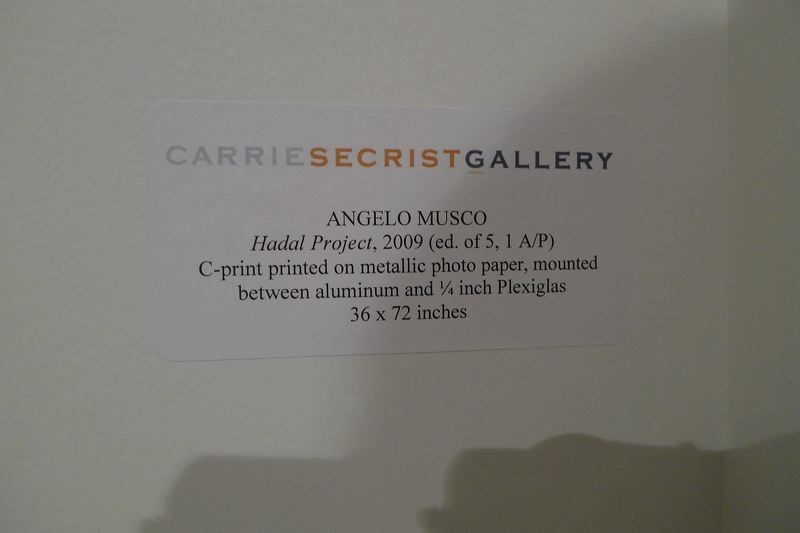 CARRIESECRISTGALLERY
ANGELO MUSCO
Hadal Project, 2009 (ed. of 5, 1 A/P)
C-print printed on metallic photo paper, mounted
between aluminum and ¼ inch Plexiglas
36 x 72 inches